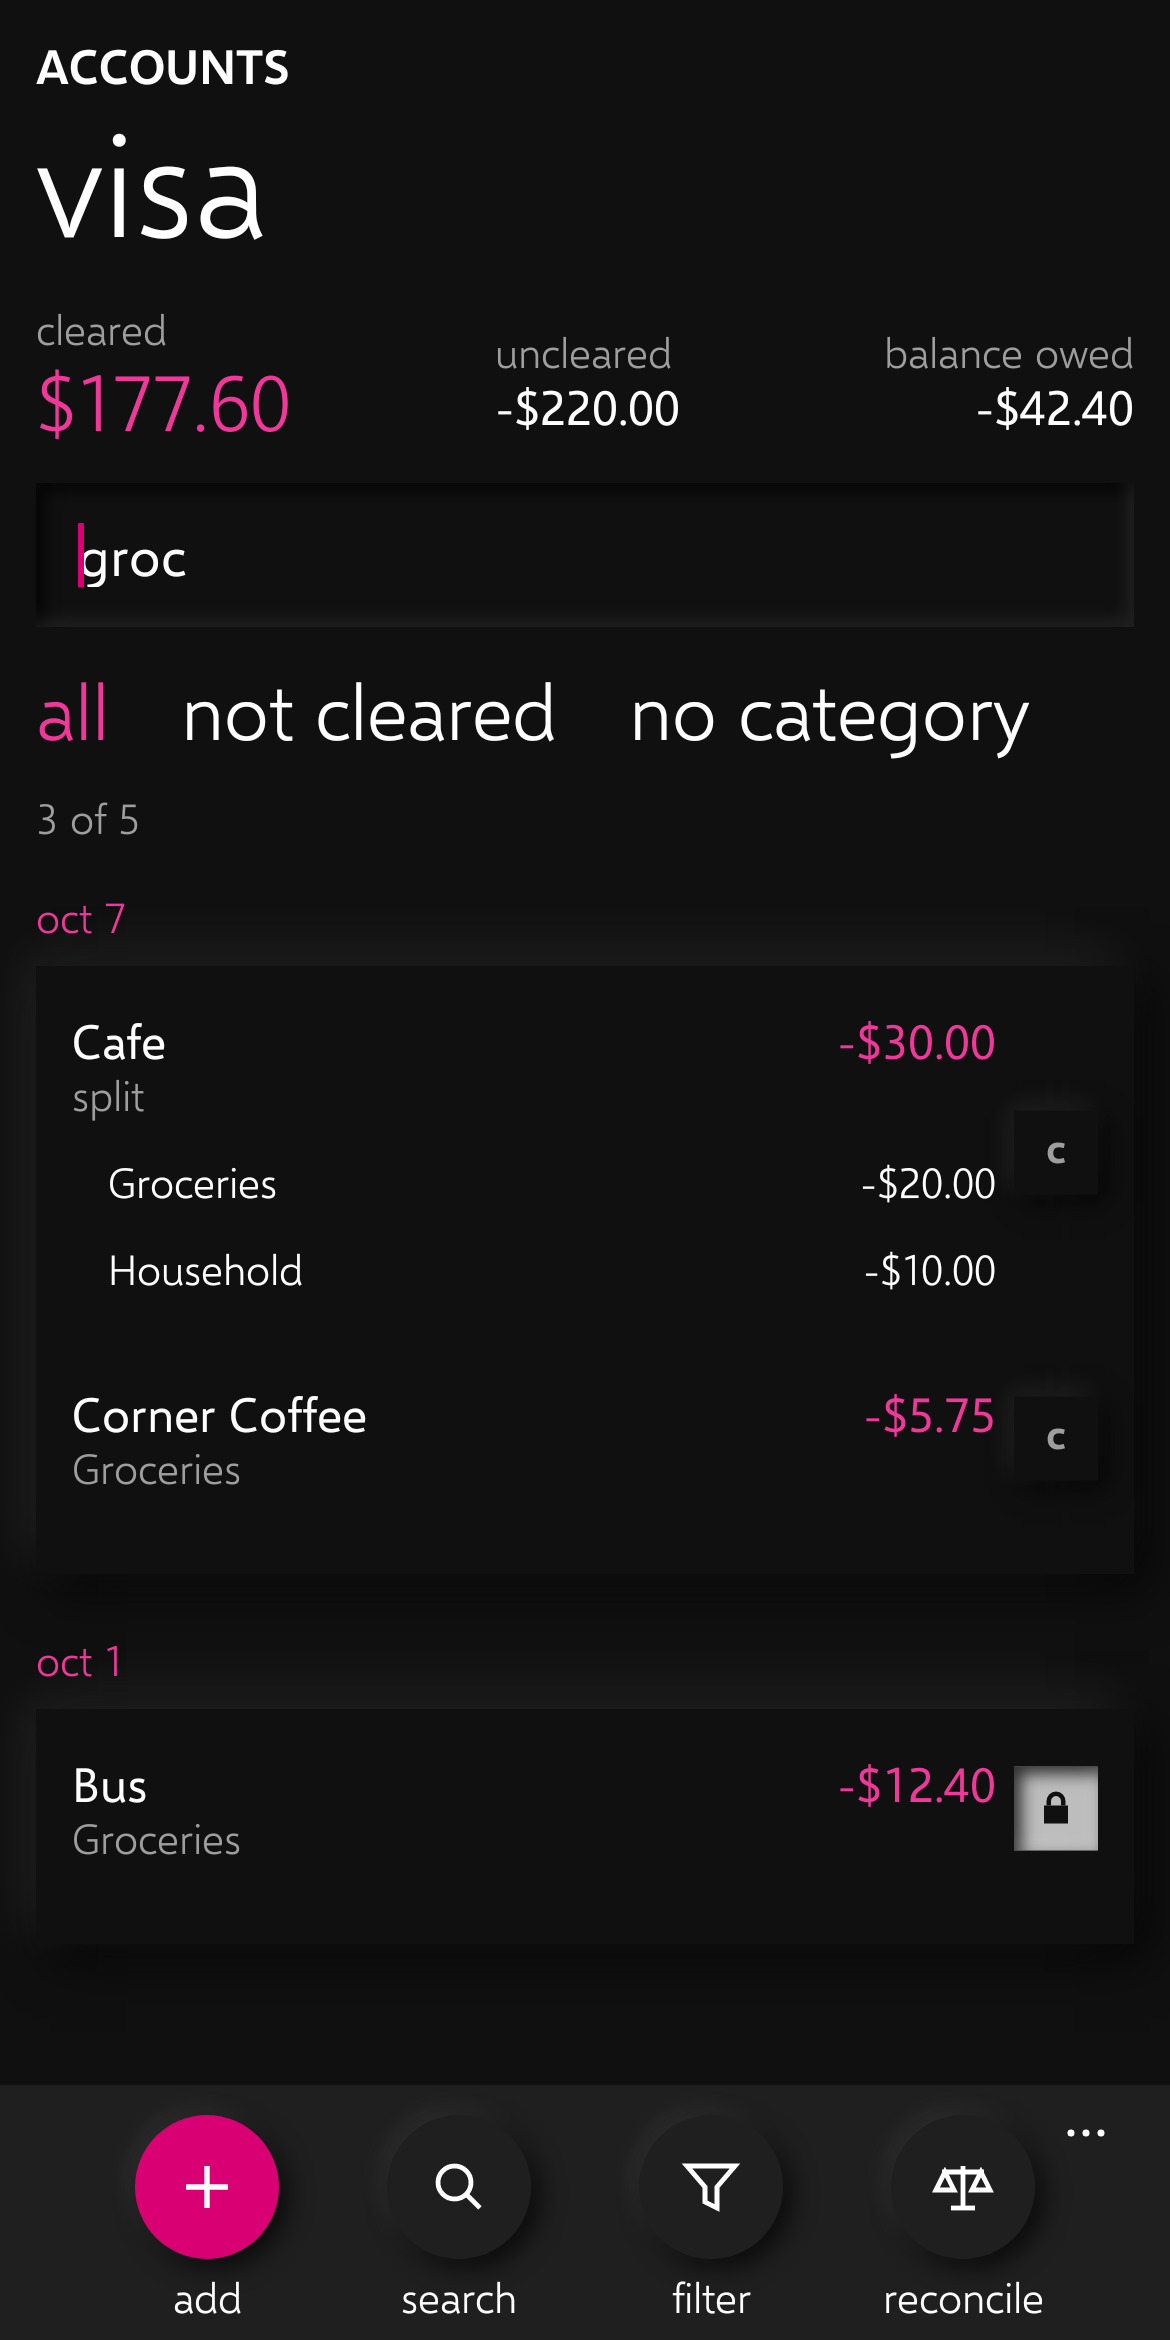 ACCOUNTS
visa
cleared
$177.60
uncleared
-$220.00
balance owed
-$42.40
groc
all not cleared no category
3 of 5
oct 7
Cafe -$30.00
split
c
Groceries -$20.00
Household -$10.00
Corner Coffee -$5.75
c
Groceries
oct 1
Bus -$12.40
Groceries
...
add search filter reconcile